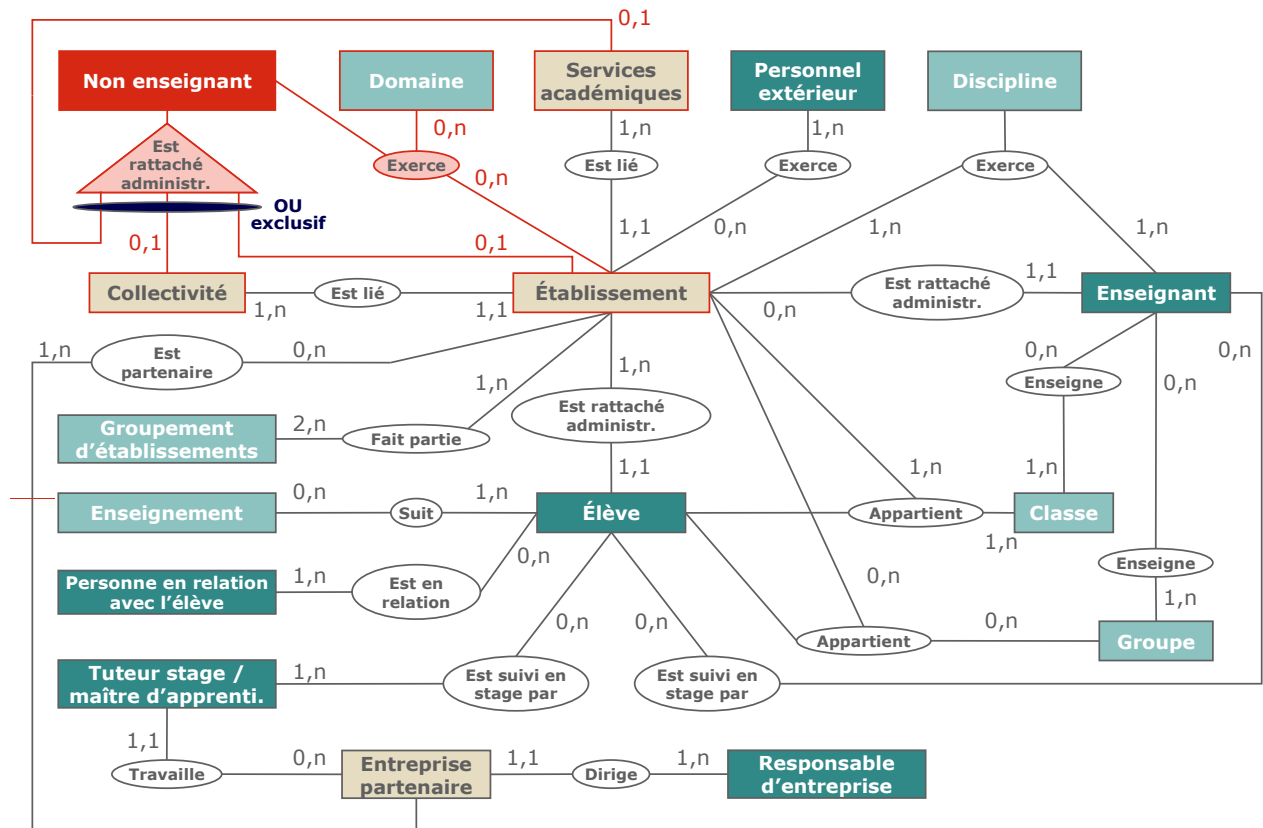 0,1
Non enseignant
Domaine
Services
académiques
Personnel
extérieur
Discipline
0,n
1,n
1,n
Est
rattaché
administr.
Exerce
Est lié
Exerce
Exerce
0,n
OU
exclusif
0,1
0,1
1,1
0,n
1,n
1,n
Collectivité
Est lié
Établissement
Est rattaché
administr.
1,1
Enseignant
1,n
1,1
0,n
1,n
Est
partenaire
0,n
0,n
0,n
Enseigne
0,n
1,n
1,n
Est rattaché
administr.
Groupement
d’établissements
2,n
Fait partie
1,1
1,n
1,n
Enseignement
0,n
Suit
1,n
Élève
Appartient
Classe
1,n
0,n
0,n
Enseigne
Personne en relation
avec l’élève
1,n
Est en
relation
1,n
0,n
0,n
Appartient
0,n
Groupe
Tuteur stage /
maître d’apprenti.
1,n
Est suivi en
stage par
Est suivi en
stage par
1,1
Travaille
0,n
Entreprise
partenaire
1,1
Dirige
1,n
Responsable
d’entreprise